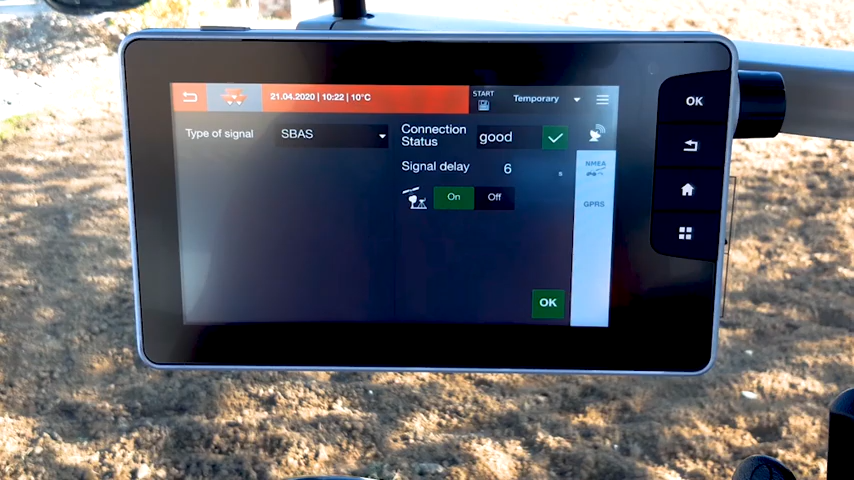 21.04.2020 | 10:22 | 10°C
START
Temporary
OK
Type of signal
SBAS
Connection
Status
good
Signal delay
6
s
NMEA
On
Off
GPRS
OK